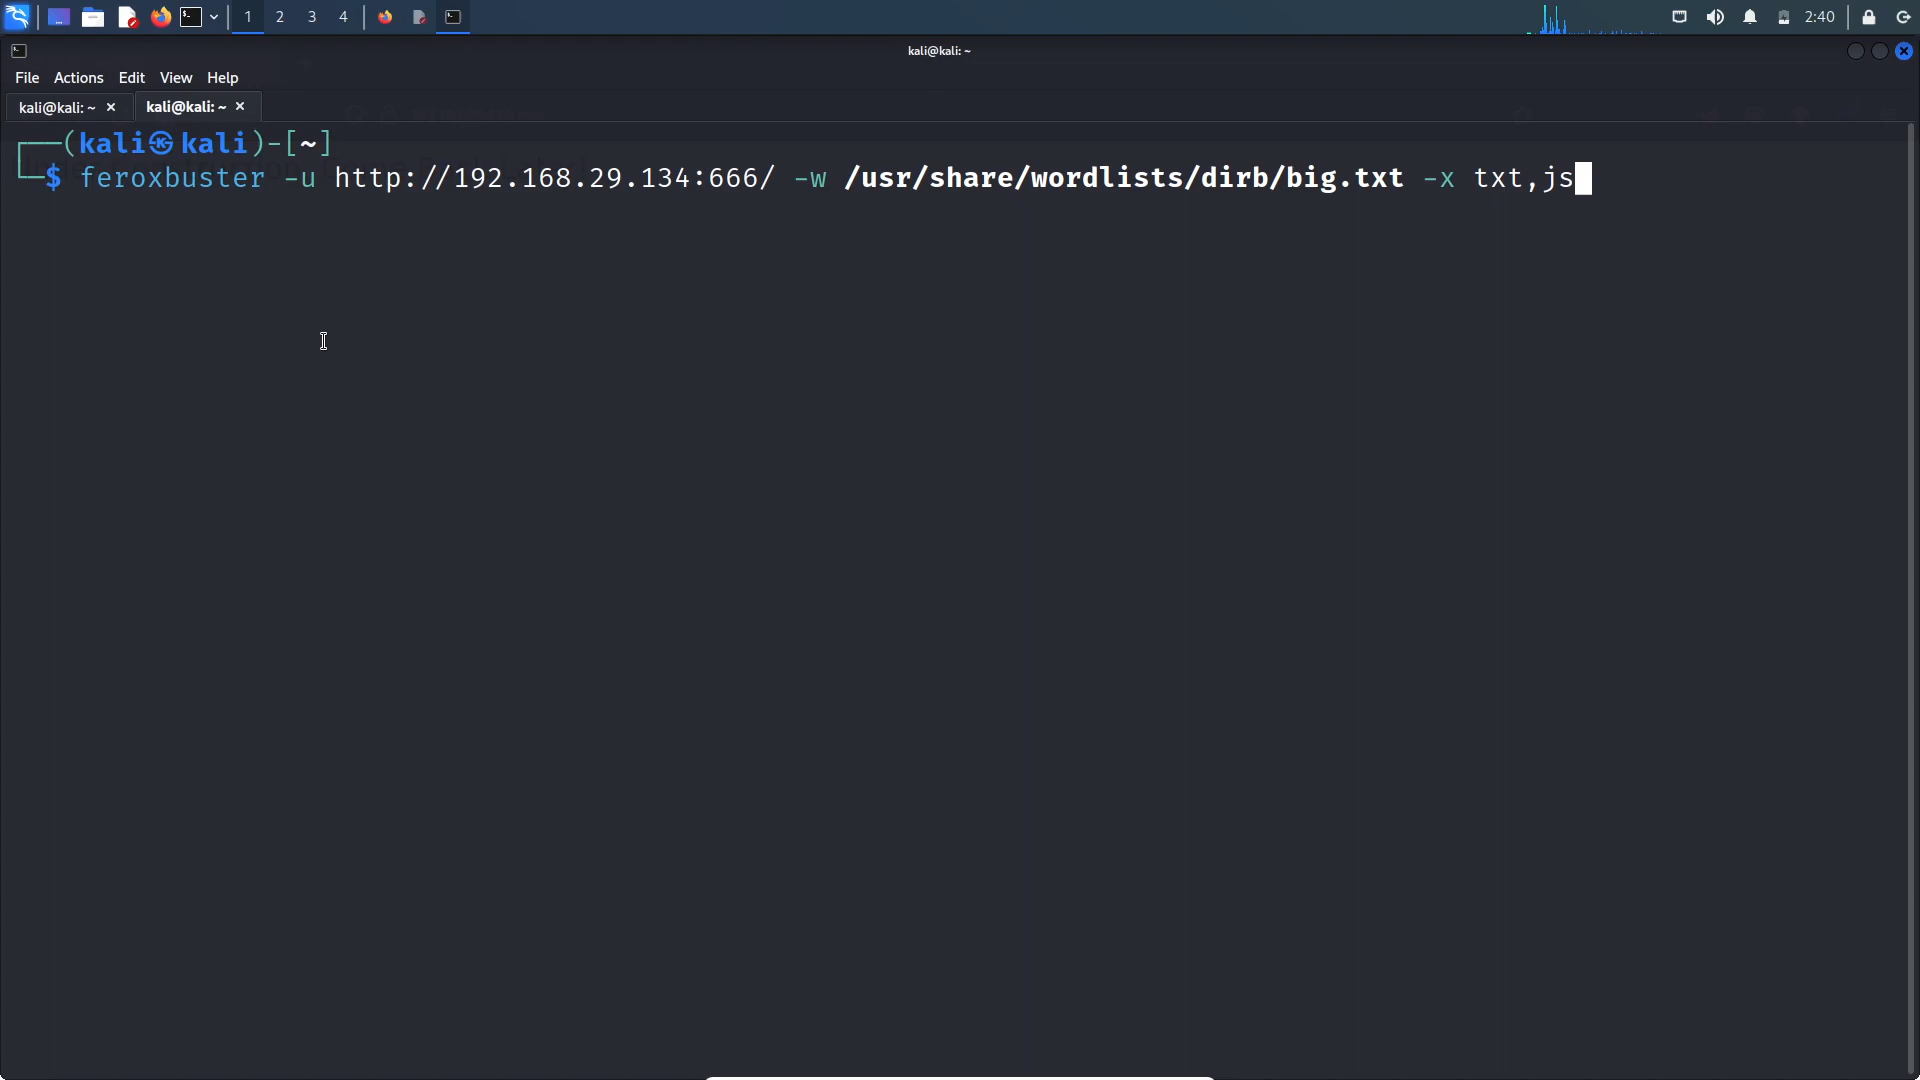 1 2 3 4 2:40
kali@kali: ~
File Actions Edit View Help
kali@kali: ~ × kali@kali: ~ ×
┌──(kali㉿kali)-[~]
└─$ feroxbuster -u http://192.168.29.134:666/ -w /usr/share/wordlists/dirb/big.txt -x txt,js